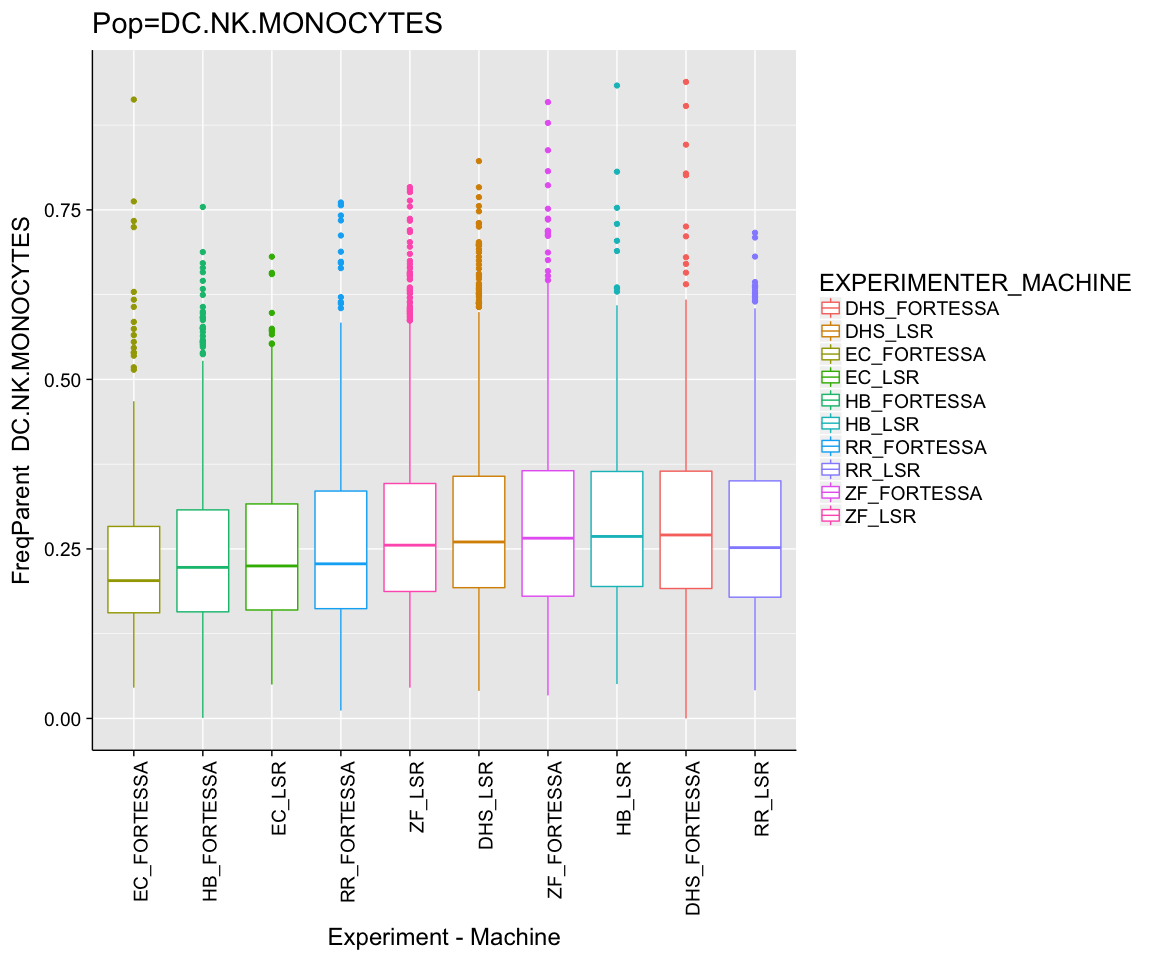 Pop=DC.NK.MONOCYTES
FreqParent  DC.NK.MONOCYTES
0.75
0.50
0.25
0.00
EC_FORTESSA
HB_FORTESSA
EC_LSR
RR_FORTESSA
ZF_LSR
DHS_LSR
ZF_FORTESSA
HB_LSR
DHS_FORTESSA
RR_LSR
Experiment - Machine
EXPERIMENTER_MACHINE
DHS_FORTESSA
DHS_LSR
EC_FORTESSA
EC_LSR
HB_FORTESSA
HB_LSR
RR_FORTESSA
RR_LSR
ZF_FORTESSA
ZF_LSR